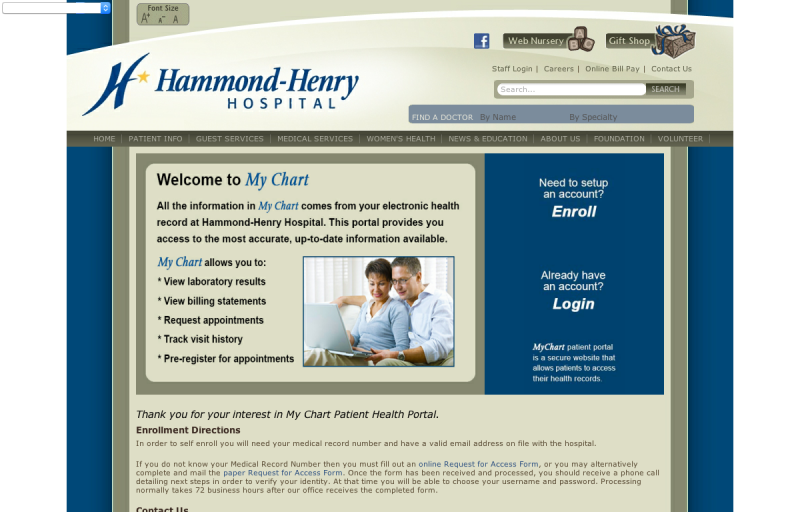 Font Size
A+ A- A
Web Nursery
Gift Shop
Staff Login | Careers | Online Bill Pay | Contact Us
Hammond-Henry
HOSPITAL
Search...
SEARCH
FIND A DOCTOR By Name By Specialty
HOME | PATIENT INFO | GUEST SERVICES | MEDICAL SERVICES | WOMEN'S HEALTH | NEWS & EDUCATION | ABOUT US | FOUNDATION | VOLUNTEER |
Welcome to My Chart
All the information in My Chart comes from your electronic health
record at Hammond-Henry Hospital. This portal provides you
access to the most accurate, up-to-date information available.
My Chart allows you to:
* View laboratory results
* View billing statements
* Request appointments
* Track visit history
* Pre-register for appointments
Need to setup
an account?
Enroll
Already have
an account?
Login
MyChart patient portal
is a secure website that
allows patients to access
their health records.
Thank you for your interest in My Chart Patient Health Portal.
Enrollment Directions
In order to self enroll you will need your medical record number and have a valid email address on file with the hospital.
If you do not know your Medical Record Number then you must fill out an online Request for Access Form, or you may alternatively
complete and mail the paper Request for Access Form. Once the form has been received and processed, you should receive a phone call
detailing next steps in order to verify your identity. At that time you will be able to choose your username and password. Processing
normally takes 72 business hours after our office receives the completed form.
Contact Us